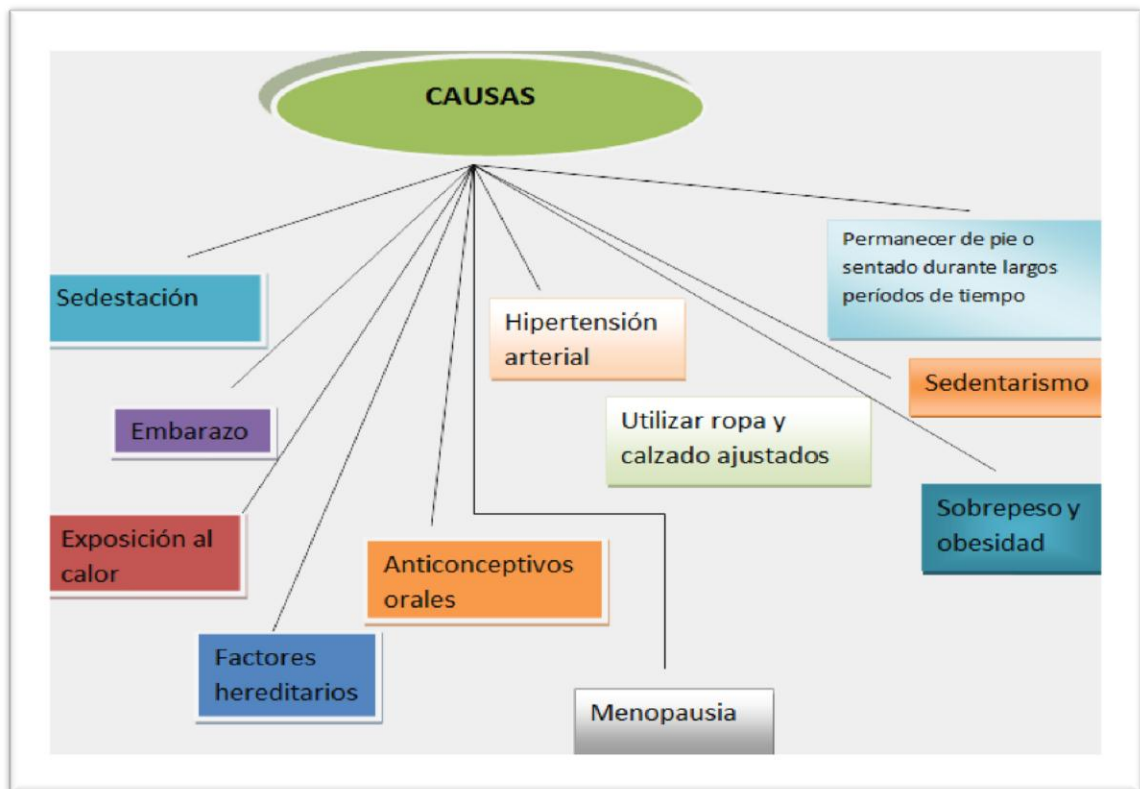 CAUSAS
Permanecer de pie o
sentado durante largos
períodos de tiempo
Sedestación
Hipertensión
arterial
Sedentarismo
Embarazo
Utilizar ropa y
calzado ajustados
Sobrepeso y
obesidad
Exposición al
calor
Anticonceptivos
orales
Factores
hereditarios
Menopausia